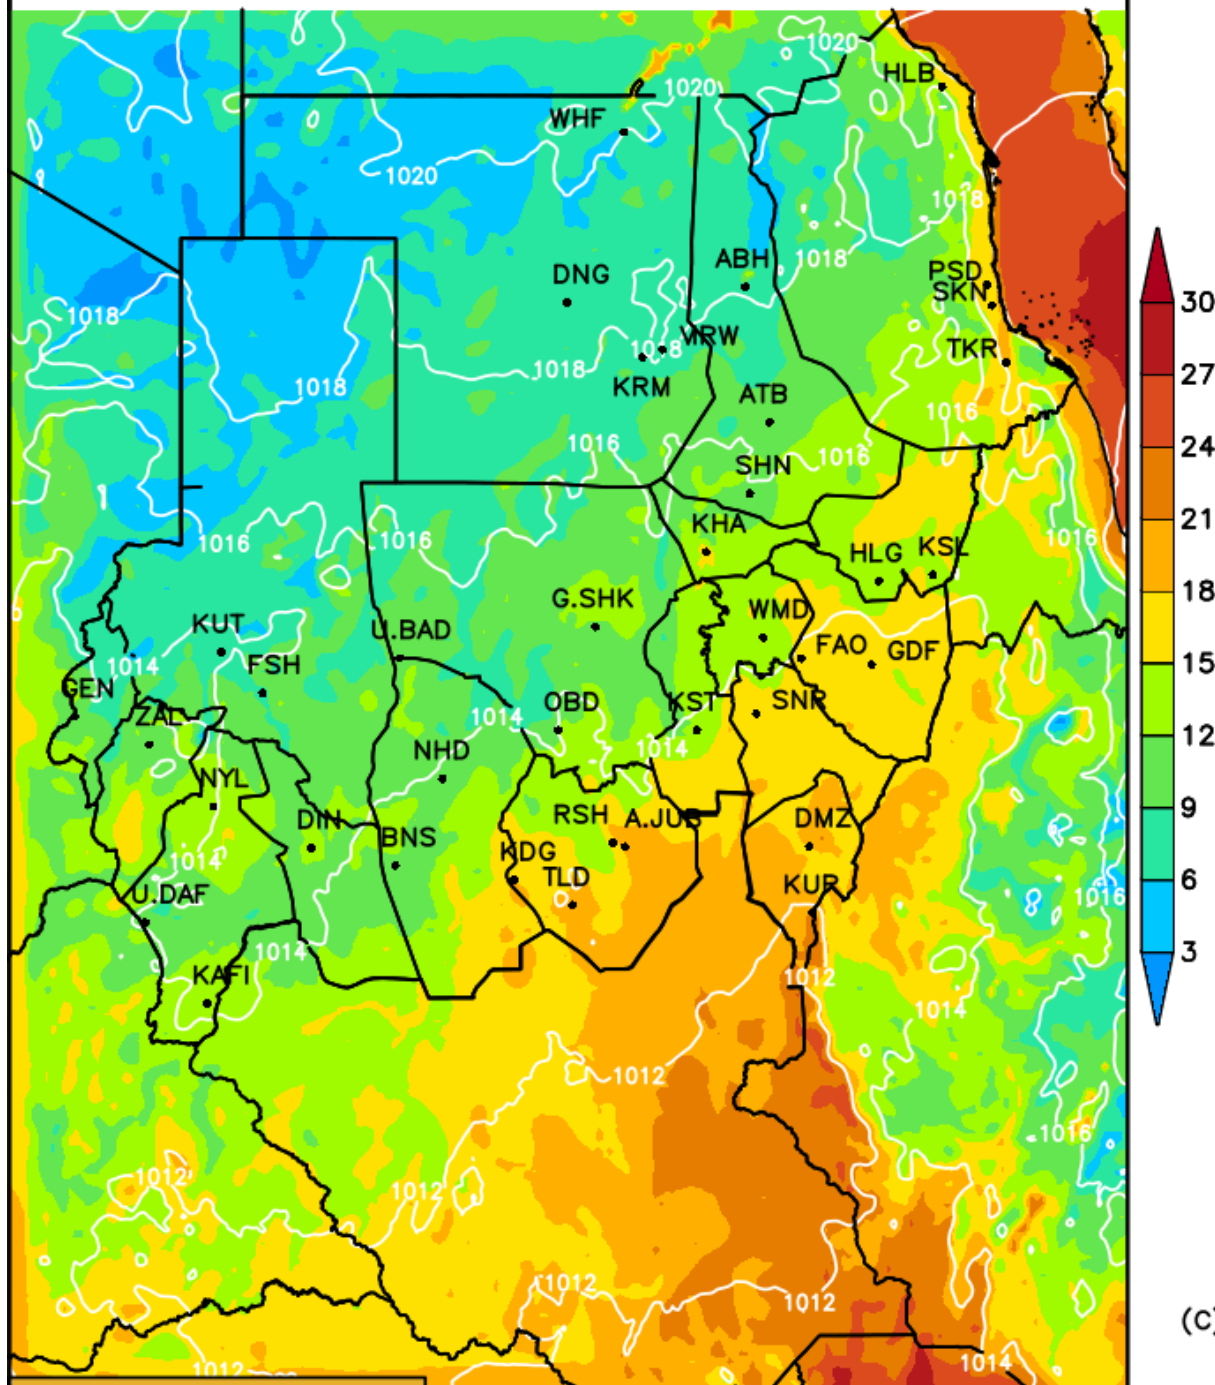 1020
HLB
1020
WHF
1020
1018
ABH
1018
DNG
PSD
SKN
1018
30
MRW
1018
TKR
1018
1018
KRM
27
ATB
1016
24
1016
SHN
1016
21
KHA
1016
1016
1016
HLG
KSL
18
G.SHK
WMD
KUT
U.BAD
FAO
GDF
15
1014
FSH
GEN
OBD
KST
SNR
ZAL
1014
12
1014
NHD
NYL
9
DIN
RSH
A.JUB
DMZ
BNS
KDG
1014
TLD
KUR
6
U.DAF
1016
1014
3
KAFI
1012
1014
1012
1016
1012
1012
1012
1012
(C)
1014
1012